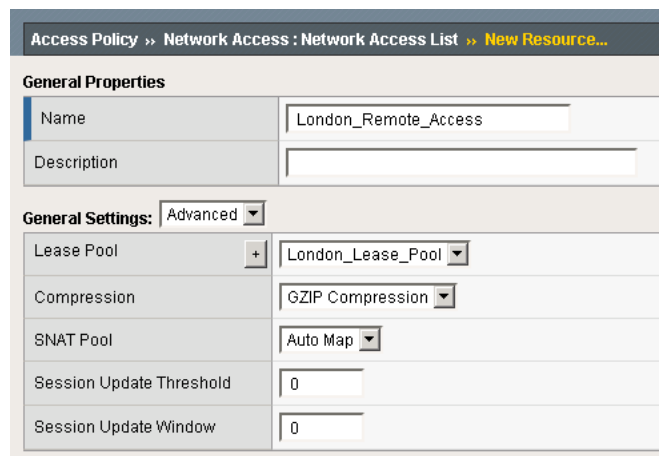 Access Policy ›› Network Access : Network Access List ›› New Resource...
General Properties
Name London_Remote_Access
Description
General Settings: Advanced
Lease Pool + London_Lease_Pool
Compression GZIP Compression
SNAT Pool Auto Map
Session Update Threshold 0
Session Update Window 0